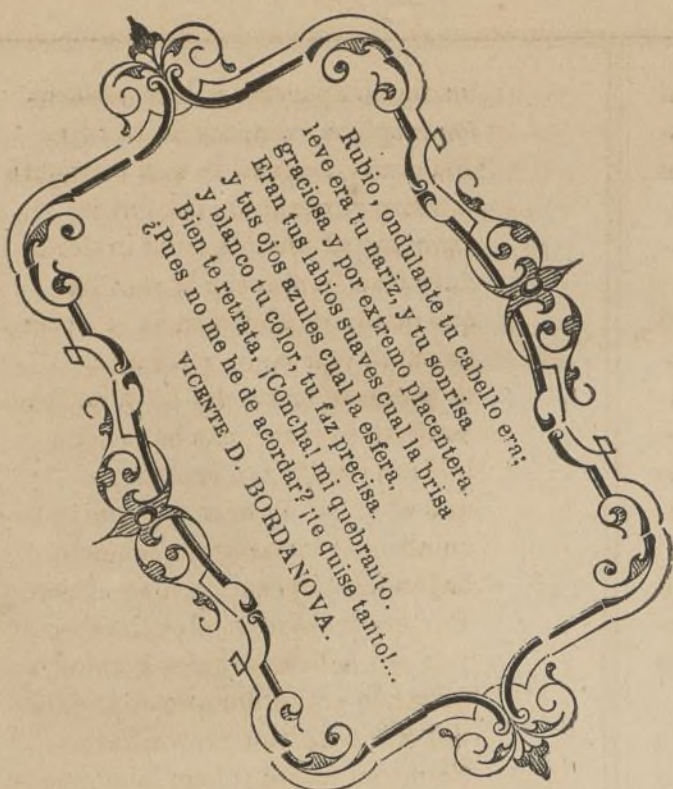 Rubio, ondulante tu cabello era;
leve era tu nariz, y tu sonrisa
graciosa y por extremo placentera.
Eran tus labios suaves cual la brisa
y tus ojos azules cual la esfera,
y blanco tu color, tu faz precisa.
Bien te retrata, ¡Concha! mi quebranto.
¿Pues no me he de acordar? ¡te quise tanto!...
VICENTE D. BORDANOVA.